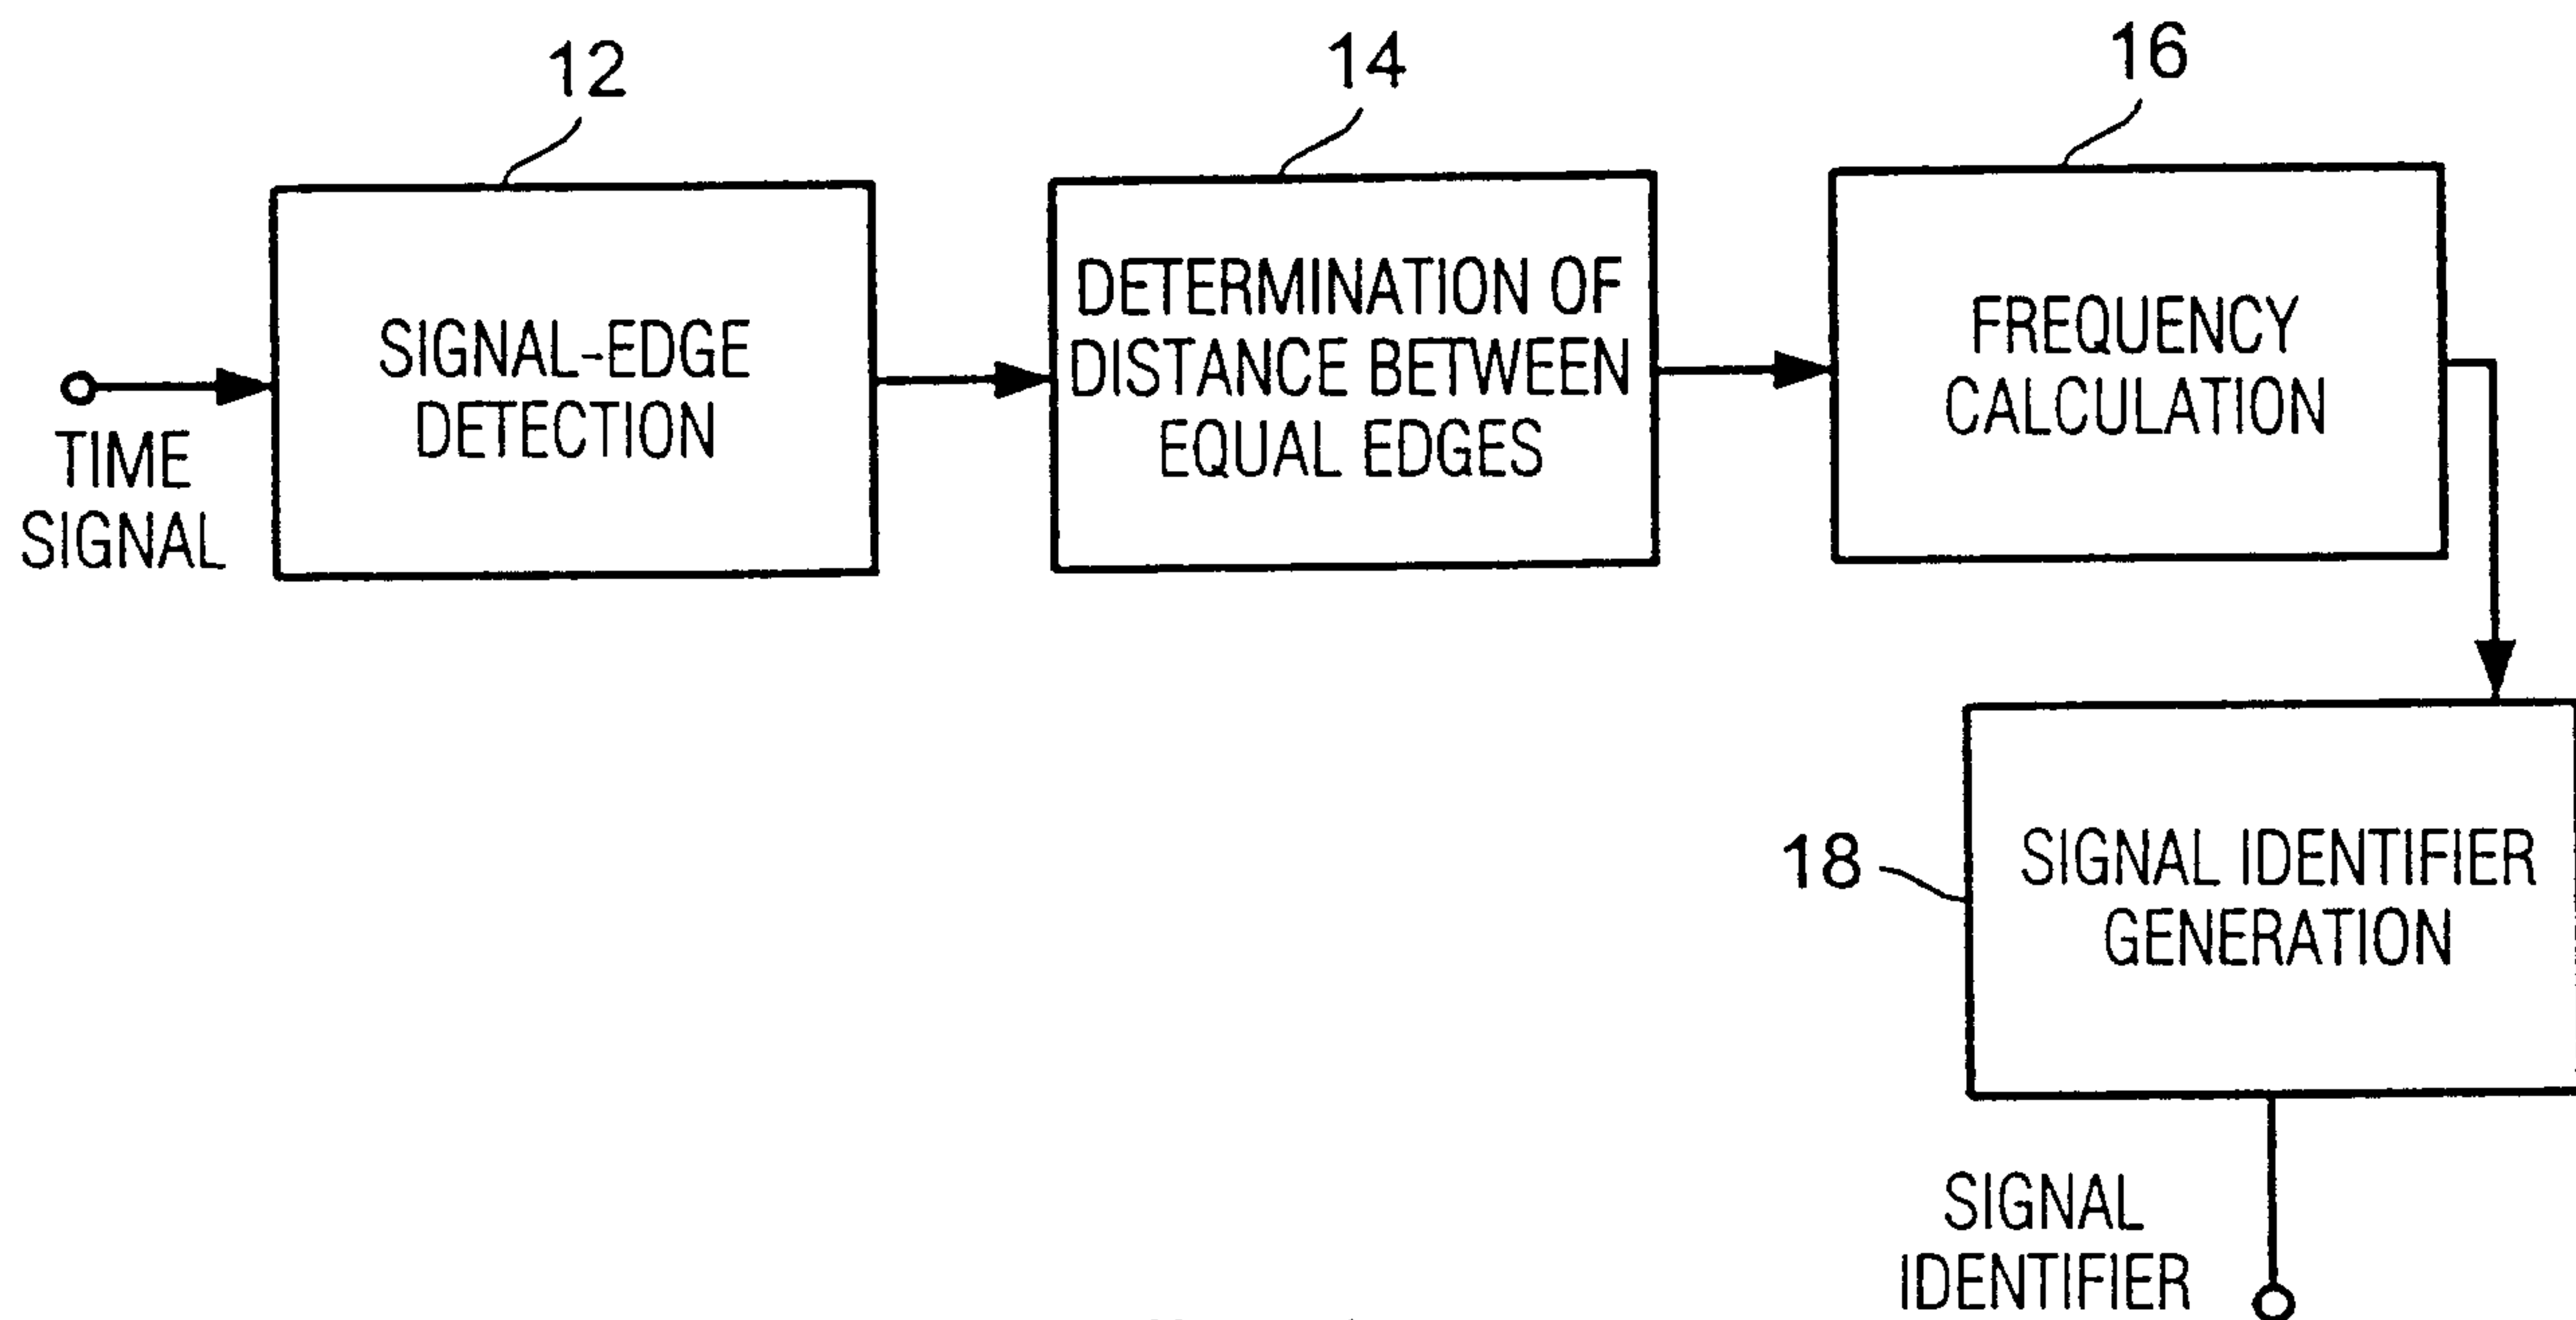 12
14
16
SIGNAL-EDGE
DETECTION
DETERMINATION OF
DISTANCE BETWEEN
EQUAL EDGES
FREQUENCY
CALCULATION
TIME
SIGNAL
18
SIGNAL IDENTIFIER
GENERATION
SIGNAL
IDENTIFIER